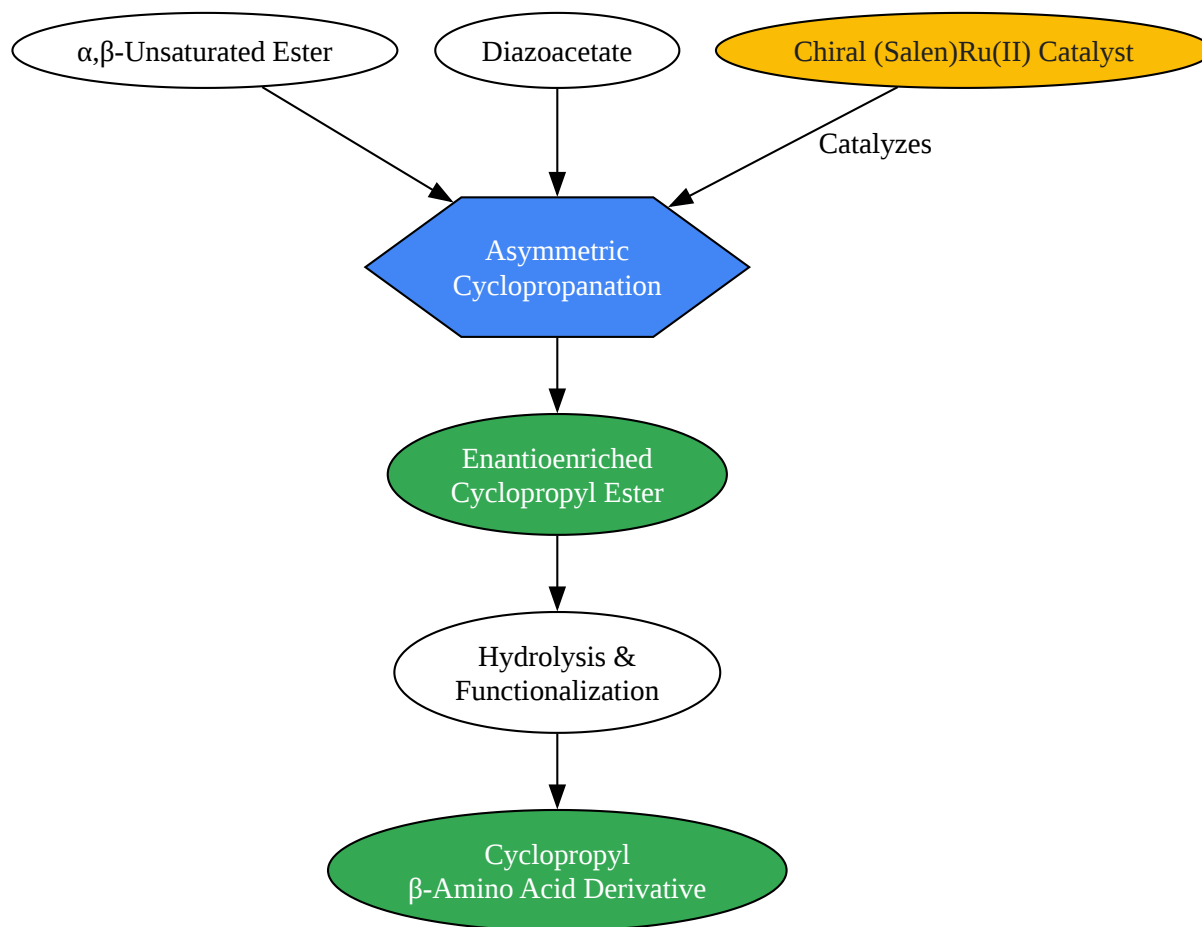 α,β-Unsaturated Ester
Diazoacetate
Chiral (Salen)Ru(II) Catalyst
Catalyzes
Asymmetric
Cyclopropanation
Enantioenriched
Cyclopropyl Ester
Hydrolysis &
Functionalization
Cyclopropyl
β-Amino Acid Derivative